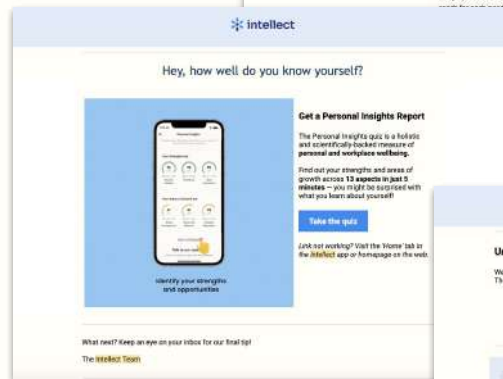 intellect
Hey, how well do you know yourself?
Personal Insights
Identify your strengths
and opportunities
Get a Personal Insights Report
The Personal Insights quiz is a holistic
and scientifically-backed measure of
personal and workplace wellbeing.
Find out your strengths and areas of
growth across 13 aspects in just 5
minutes – you might be surprised with
what you learn about yourself!
Take the quiz
Link not working? Visit the 'Home' tab in
the Intellect app or homepage on the web.
What next? Keep an eye on your inbox for our final tip!
The Intellect Team